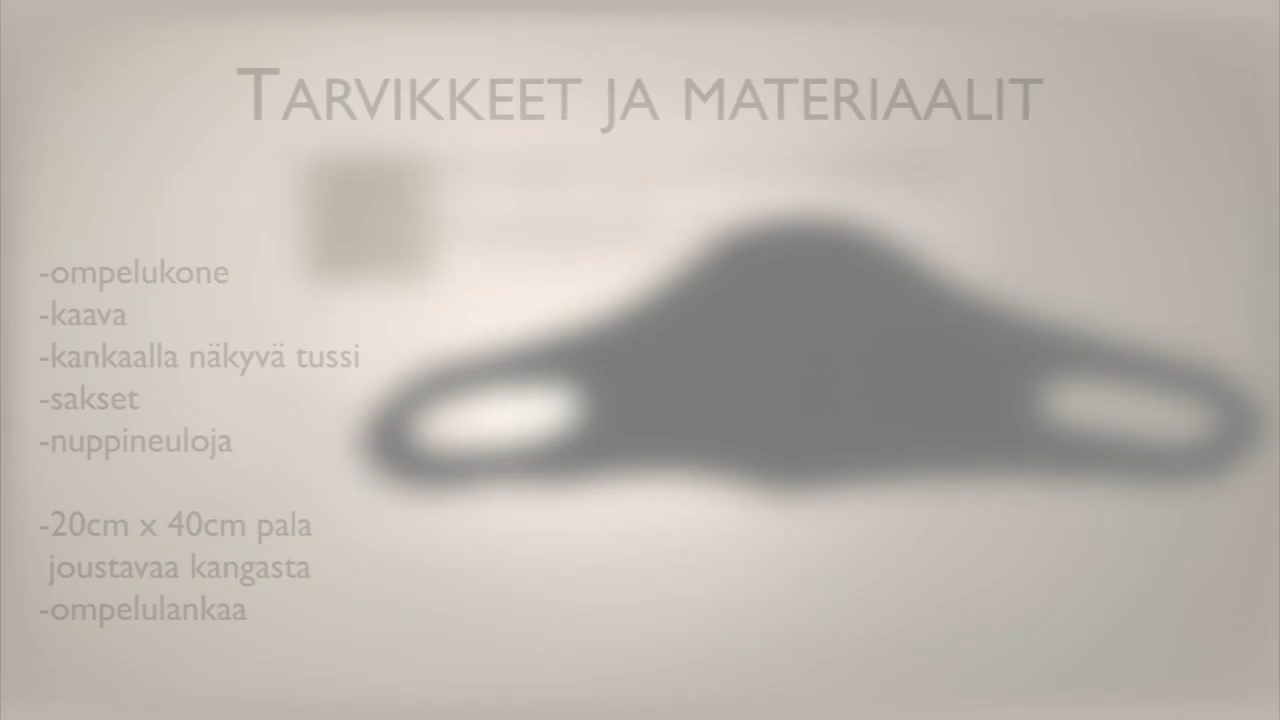 TARVIKKEET JA MATERIAALIT
-ompelukone
-kaava
-kankaalla näkyvä tussi
-sakset
-nuppineuloja
-20cm x 40cm pala
joustavaa kangasta
-ompelulankaa